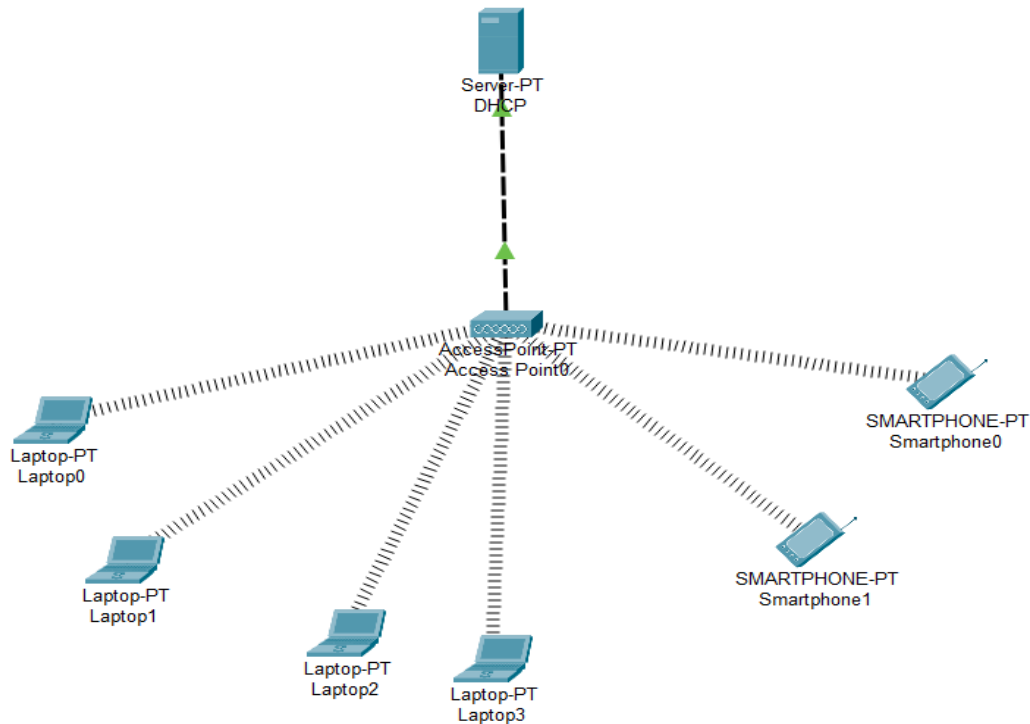 Server-PT
DHCP
AccessPoint-PT
Access Point0
SMARTPHONE-PT
Smartphone0
Laptop-PT
Laptop0
SMARTPHONE-PT
Smartphone1
Laptop-PT
Laptop1
Laptop-PT
Laptop2
Laptop-PT
Laptop3